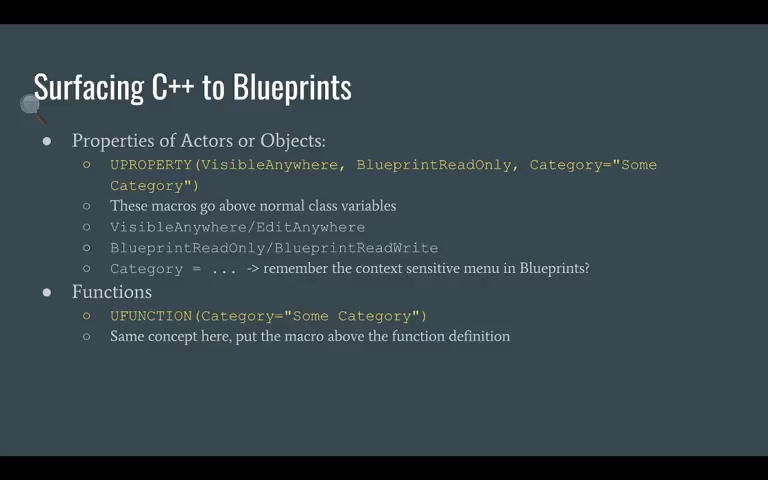 Surfacing C++ to Blueprints
● Properties of Actors or Objects:
○ UPROPERTY(VisibleAnywhere, BlueprintReadOnly, Category="Some
Category")
○ These macros go above normal class variables
○ VisibleAnywhere/EditAnywhere
○ BlueprintReadOnly/BlueprintReadWrite
○ Category = ... -> remember the context sensitive menu in Blueprints?
● Functions
○ UFUNCTION(Category="Some Category")
○ Same concept here, put the macro above the function definition